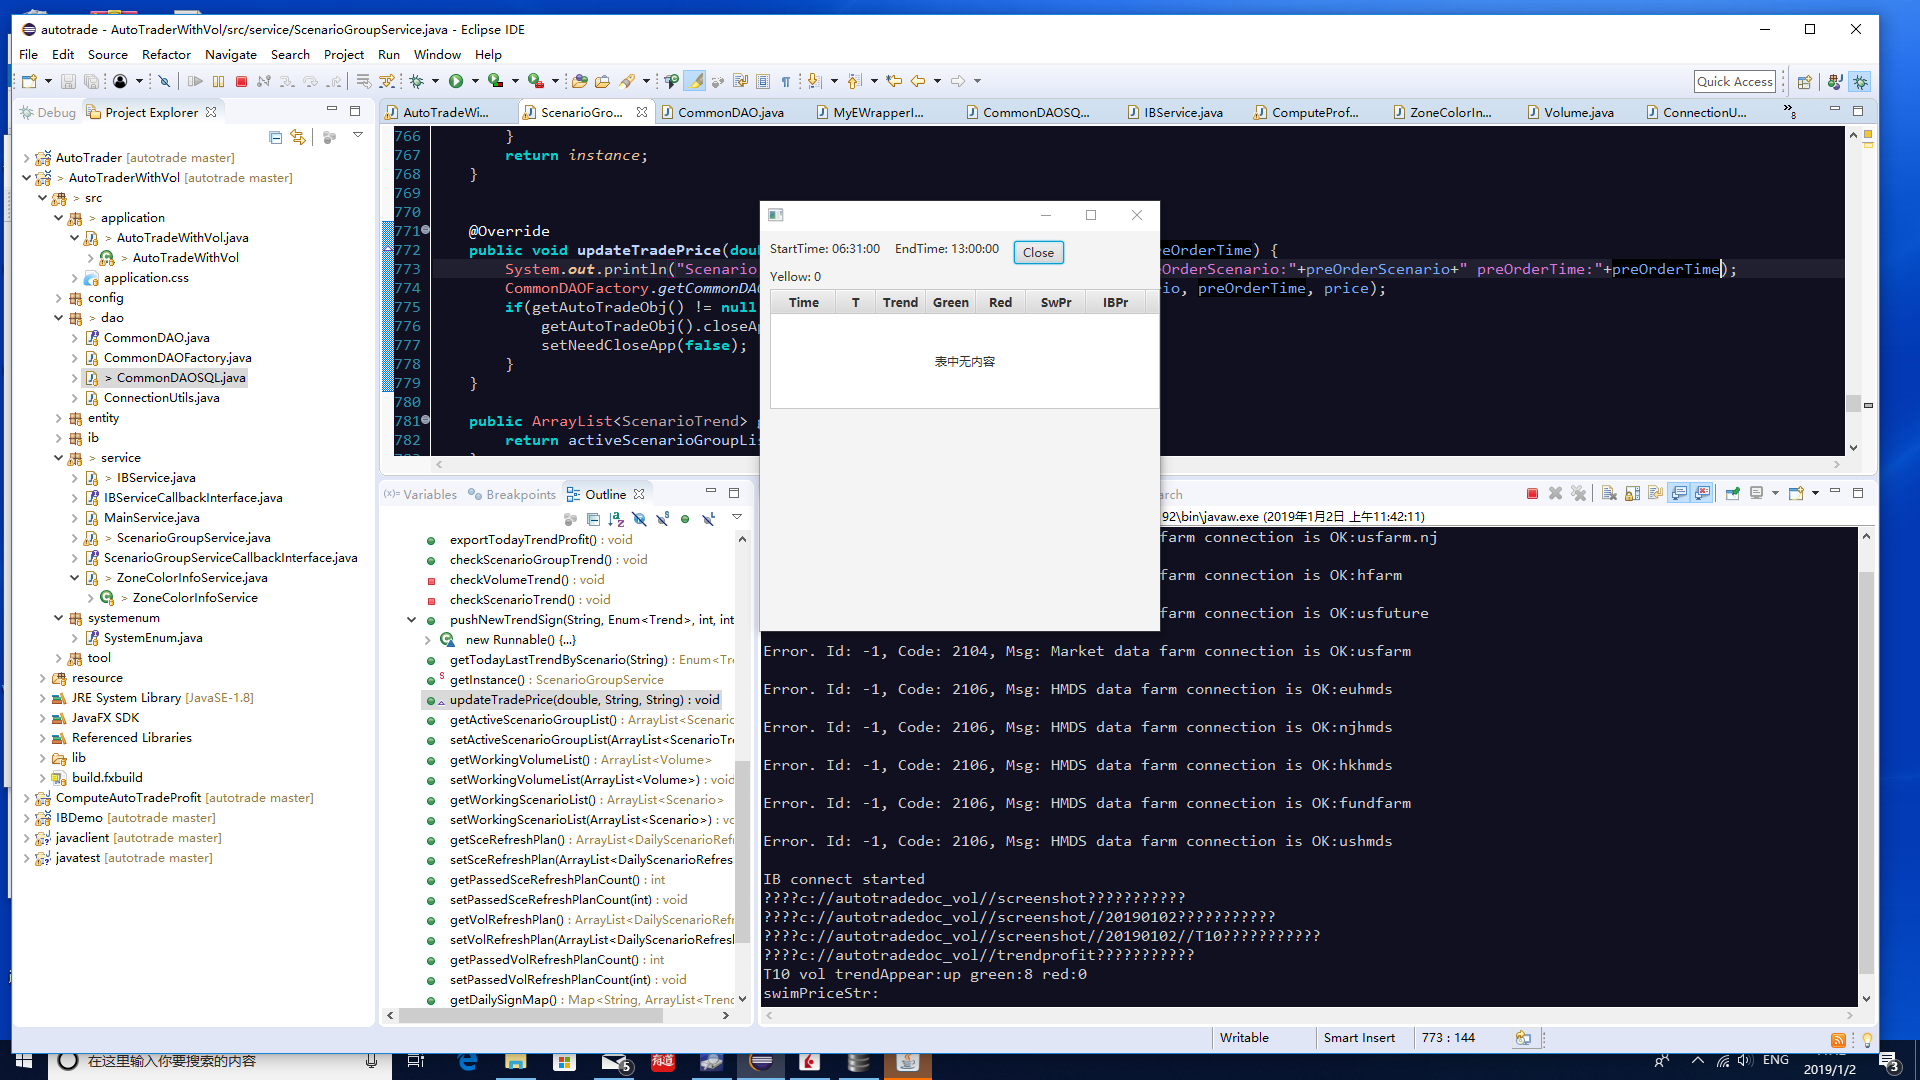 autotrade - AutoTraderWithVol/src/service/ScenarioGroupService.java - Eclipse IDE
File Edit Source Refactor Navigate Search Project Run Window Help
Quick Access
Debug Project Explorer
AutoTradeWi... ScenarioGro... CommonDAO.java MyEWrapperI... CommonDAOSQ... IBService.java ComputeProf... ZoneColorIn... Volume.java ConnectionU... 8
AutoTrader [autotrade master]
> AutoTraderWithVol [autotrade master]
> src
> application
> AutoTradeWithVol.java
> AutoTradeWithVol
application.css
config
> dao
CommonDAO.java
CommonDAOFactory.java
> CommonDAOSQL.java
ConnectionUtils.java
entity
ib
> service
> IBService.java
IBServiceCallbackInterface.java
MainService.java
> ScenarioGroupService.java
ScenarioGroupServiceCallbackInterface.java
> ZoneColorInfoService.java
> ZoneColorInfoService
systemenum
SystemEnum.java
tool
resource
JRE System Library [JavaSE-1.8]
JavaFX SDK
Referenced Libraries
lib
build.fxbuild
ComputeAutoTradeProfit [autotrade master]
IBDemo [autotrade master]
javaclient [autotrade master]
javatest [autotrade master]
766 }
767 return instance;
768 }
769
770
771 @Override
772 public void updateTradePrice(dou reOrderTime) {
773 System.out.println("Scenario eOrderScenario:"+preOrderScenario+" preOrderTime:"+preOrderTime);
774 CommonDAOFactory.getCommonDA io, preOrderTime, price);
775 if(getAutoTradeObj() != null
776 getAutoTradeObj().closeAp
777 setNeedCloseApp(false);
778 }
779 }
780
781 public ArrayList<ScenarioTrend> g
782 return activeScenarioGroupLis
StartTime: 06:31:00 EndTime: 13:00:00 Close
Yellow: 0
Time T Trend Green Red SwPr IBPr
表中无内容
Variables Breakpoints Outline
exportTodayTrendProfit() : void
checkScenarioGroupTrend() : void
checkVolumeTrend() : void
checkScenarioTrend() : void
pushNewTrendSign(String, Enum<Trend>, int, int
new Runnable() {...}
getTodayLastTrendByScenario(String) : Enum<Tr
getInstance() : ScenarioGroupService
updateTradePrice(double, String, String) : void
getActiveScenarioGroupList() : ArrayList<Scenario
setActiveScenarioGroupList(ArrayList<ScenarioTr
getWorkingVolumeList() : ArrayList<Volume>
setWorkingVolumeList(ArrayList<Volume>) : void
getWorkingScenarioList() : ArrayList<Scenario>
setWorkingScenarioList(ArrayList<Scenario>) : vo
getSceRefreshPlan() : ArrayList<DailyScenarioRef
setSceRefreshPlan(ArrayList<DailyScenarioRefres
getPassedSceRefreshPlanCount() : int
setPassedSceRefreshPlanCount(int) : void
getVolRefreshPlan() : ArrayList<DailyScenarioRef
setVolRefreshPlan(ArrayList<DailyScenarioRefresl
getPassedVolRefreshPlanCount() : int
setPassedVolRefreshPlanCount(int) : void
getDailySignMap() : Map<String, ArrayList<Trend
arch
92\bin\javaw.exe (2019年1月2日 上午11:42:11)
farm connection is OK:usfarm.nj
farm connection is OK:hfarm
farm connection is OK:usfuture
Error. Id: -1, Code: 2104, Msg: Market data farm connection is OK:usfarm
Error. Id: -1, Code: 2106, Msg: HMDS data farm connection is OK:euhmds
Error. Id: -1, Code: 2106, Msg: HMDS data farm connection is OK:njhmds
Error. Id: -1, Code: 2106, Msg: HMDS data farm connection is OK:hkhmds
Error. Id: -1, Code: 2106, Msg: HMDS data farm connection is OK:fundfarm
Error. Id: -1, Code: 2106, Msg: HMDS data farm connection is OK:ushmds
IB connect started
????c://autotradedoc_vol//screenshot???????????
????c://autotradedoc_vol//screenshot//20190102???????????
????c://autotradedoc_vol//screenshot//20190102//T10???????????
????c://autotradedoc_vol//trendprofit???????????
T10 vol trendAppear:up green:8 red:0
swimPriceStr:
Writable Smart Insert 773 : 144
在这里输入你要搜索的内容
5
有道
ENG
2019/1/2
3